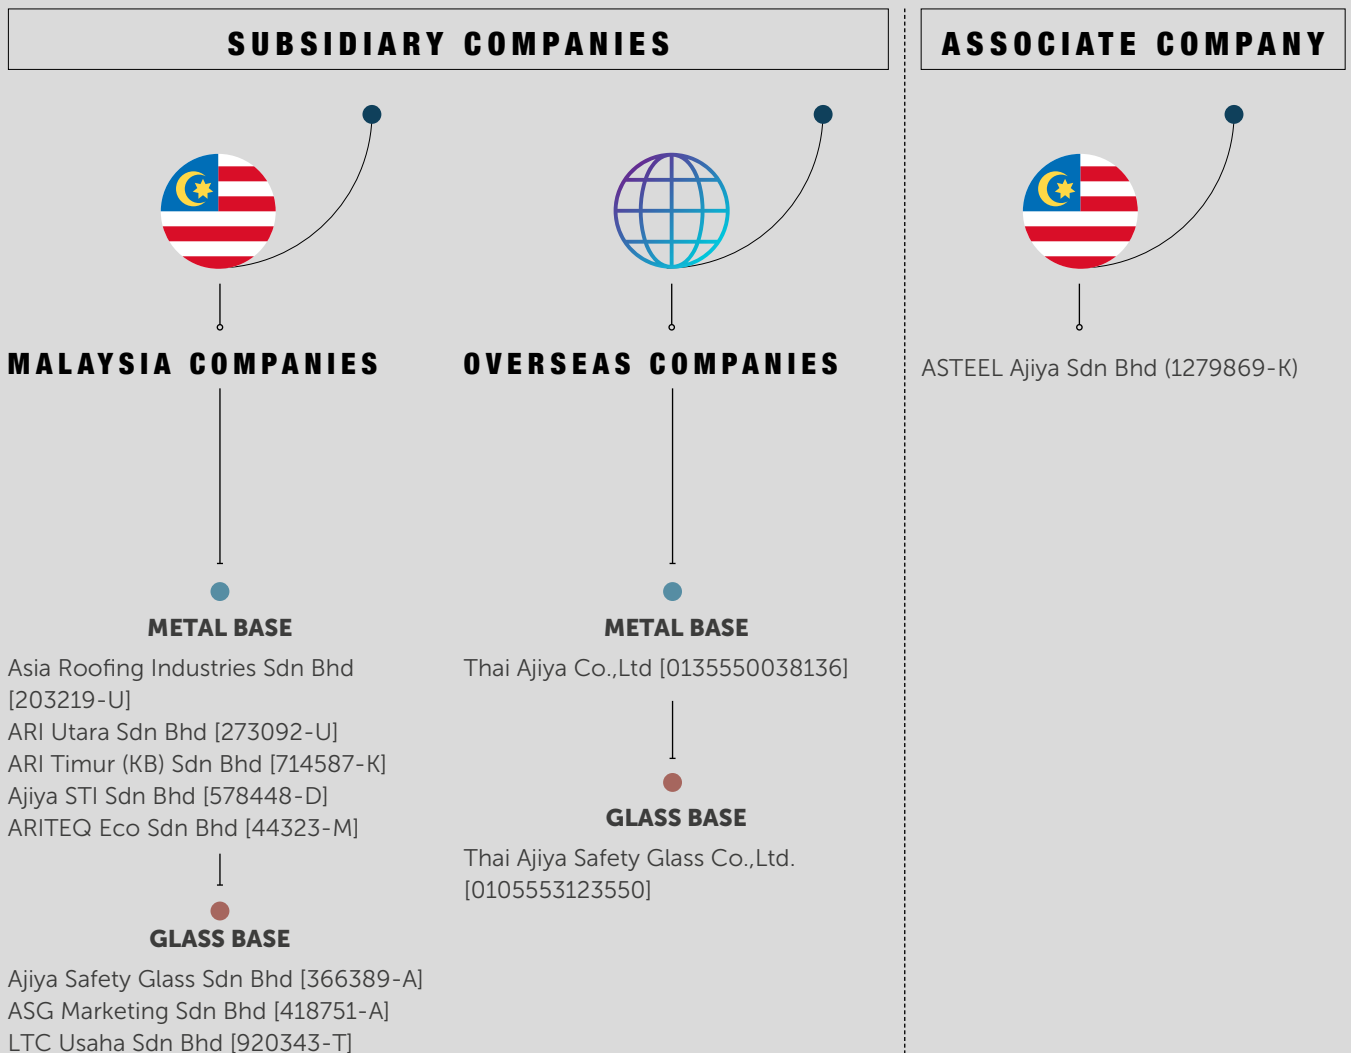 SUBSIDIARY COMPANIES
MALAYSIA COMPANIES
METAL BASE
Asia Roofing Industries Sdn Bhd
[203219-U]
ARI Utara Sdn Bhd [273092-U]
ARI Timur (KB) Sdn Bhd [714587-K]
Ajiya STI Sdn Bhd [578448-D]
ARITEQ Eco Sdn Bhd [44323-M]
GLASS BASE
Ajiya Safety Glass Sdn Bhd [366389-A]
ASG Marketing Sdn Bhd [418751-A]
LTC Usaha Sdn Bhd [920343-T]
OVERSEAS COMPANIES
METAL BASE
Thai Ajiya Co.,Ltd [0135550038136]
GLASS BASE
Thai Ajiya Safety Glass Co.,Ltd.
[0105553123550]
ASSOCIATE COMPANY
ASTEEL Ajiya Sdn Bhd (1279869-K)